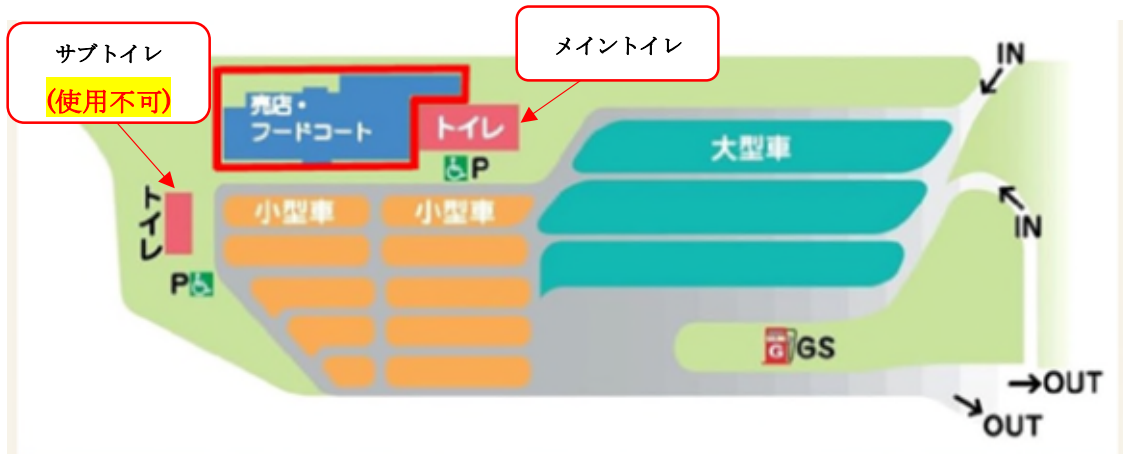 サブトイレ
(使用不可)
メイントイレ
IN
売店・
フードコート
トイレ
大型車
P
トイレ
小型車
小型車
IN
P
G
GS
OUT
OUT